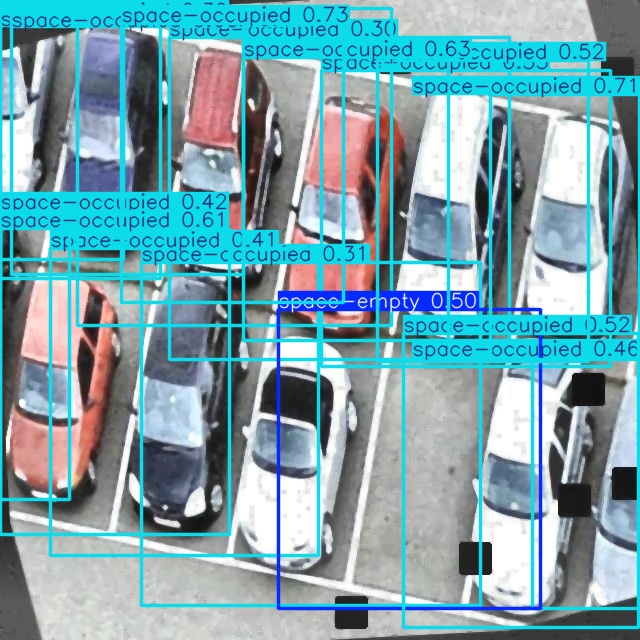 space-occupied 0.73
space-occupied 0.30
space-occupied 0.63
occupied 0.52
space-occupied
space-occupied 0.71
space-occupied 0.42
space-occupied 0.61
space-occupied 0.41
space-occupied 0.31
space-empty 0.50
space-occupied 0.52
space-occupied 0.46